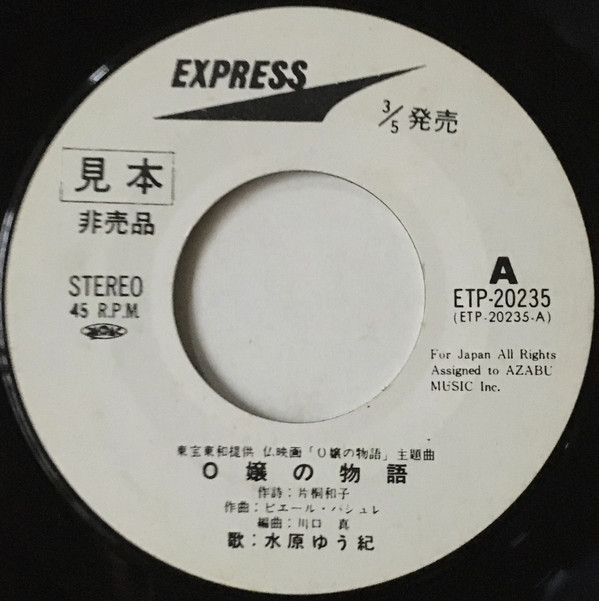 EXPRESS
3/5 発売
見本
非売品
STEREO
45 R.P.M.
A
ETP-20235
(ETP-20235-A)
For Japan All Rights
Assigned to AZABU
MUSIC Inc.
東宝東和提供 仏映画「O嬢の物語」主題曲
O 嬢の物語
作詩：片桐和子
作曲：ピエール・バシュレ
編曲：川口 真
歌：水原ゆう紀